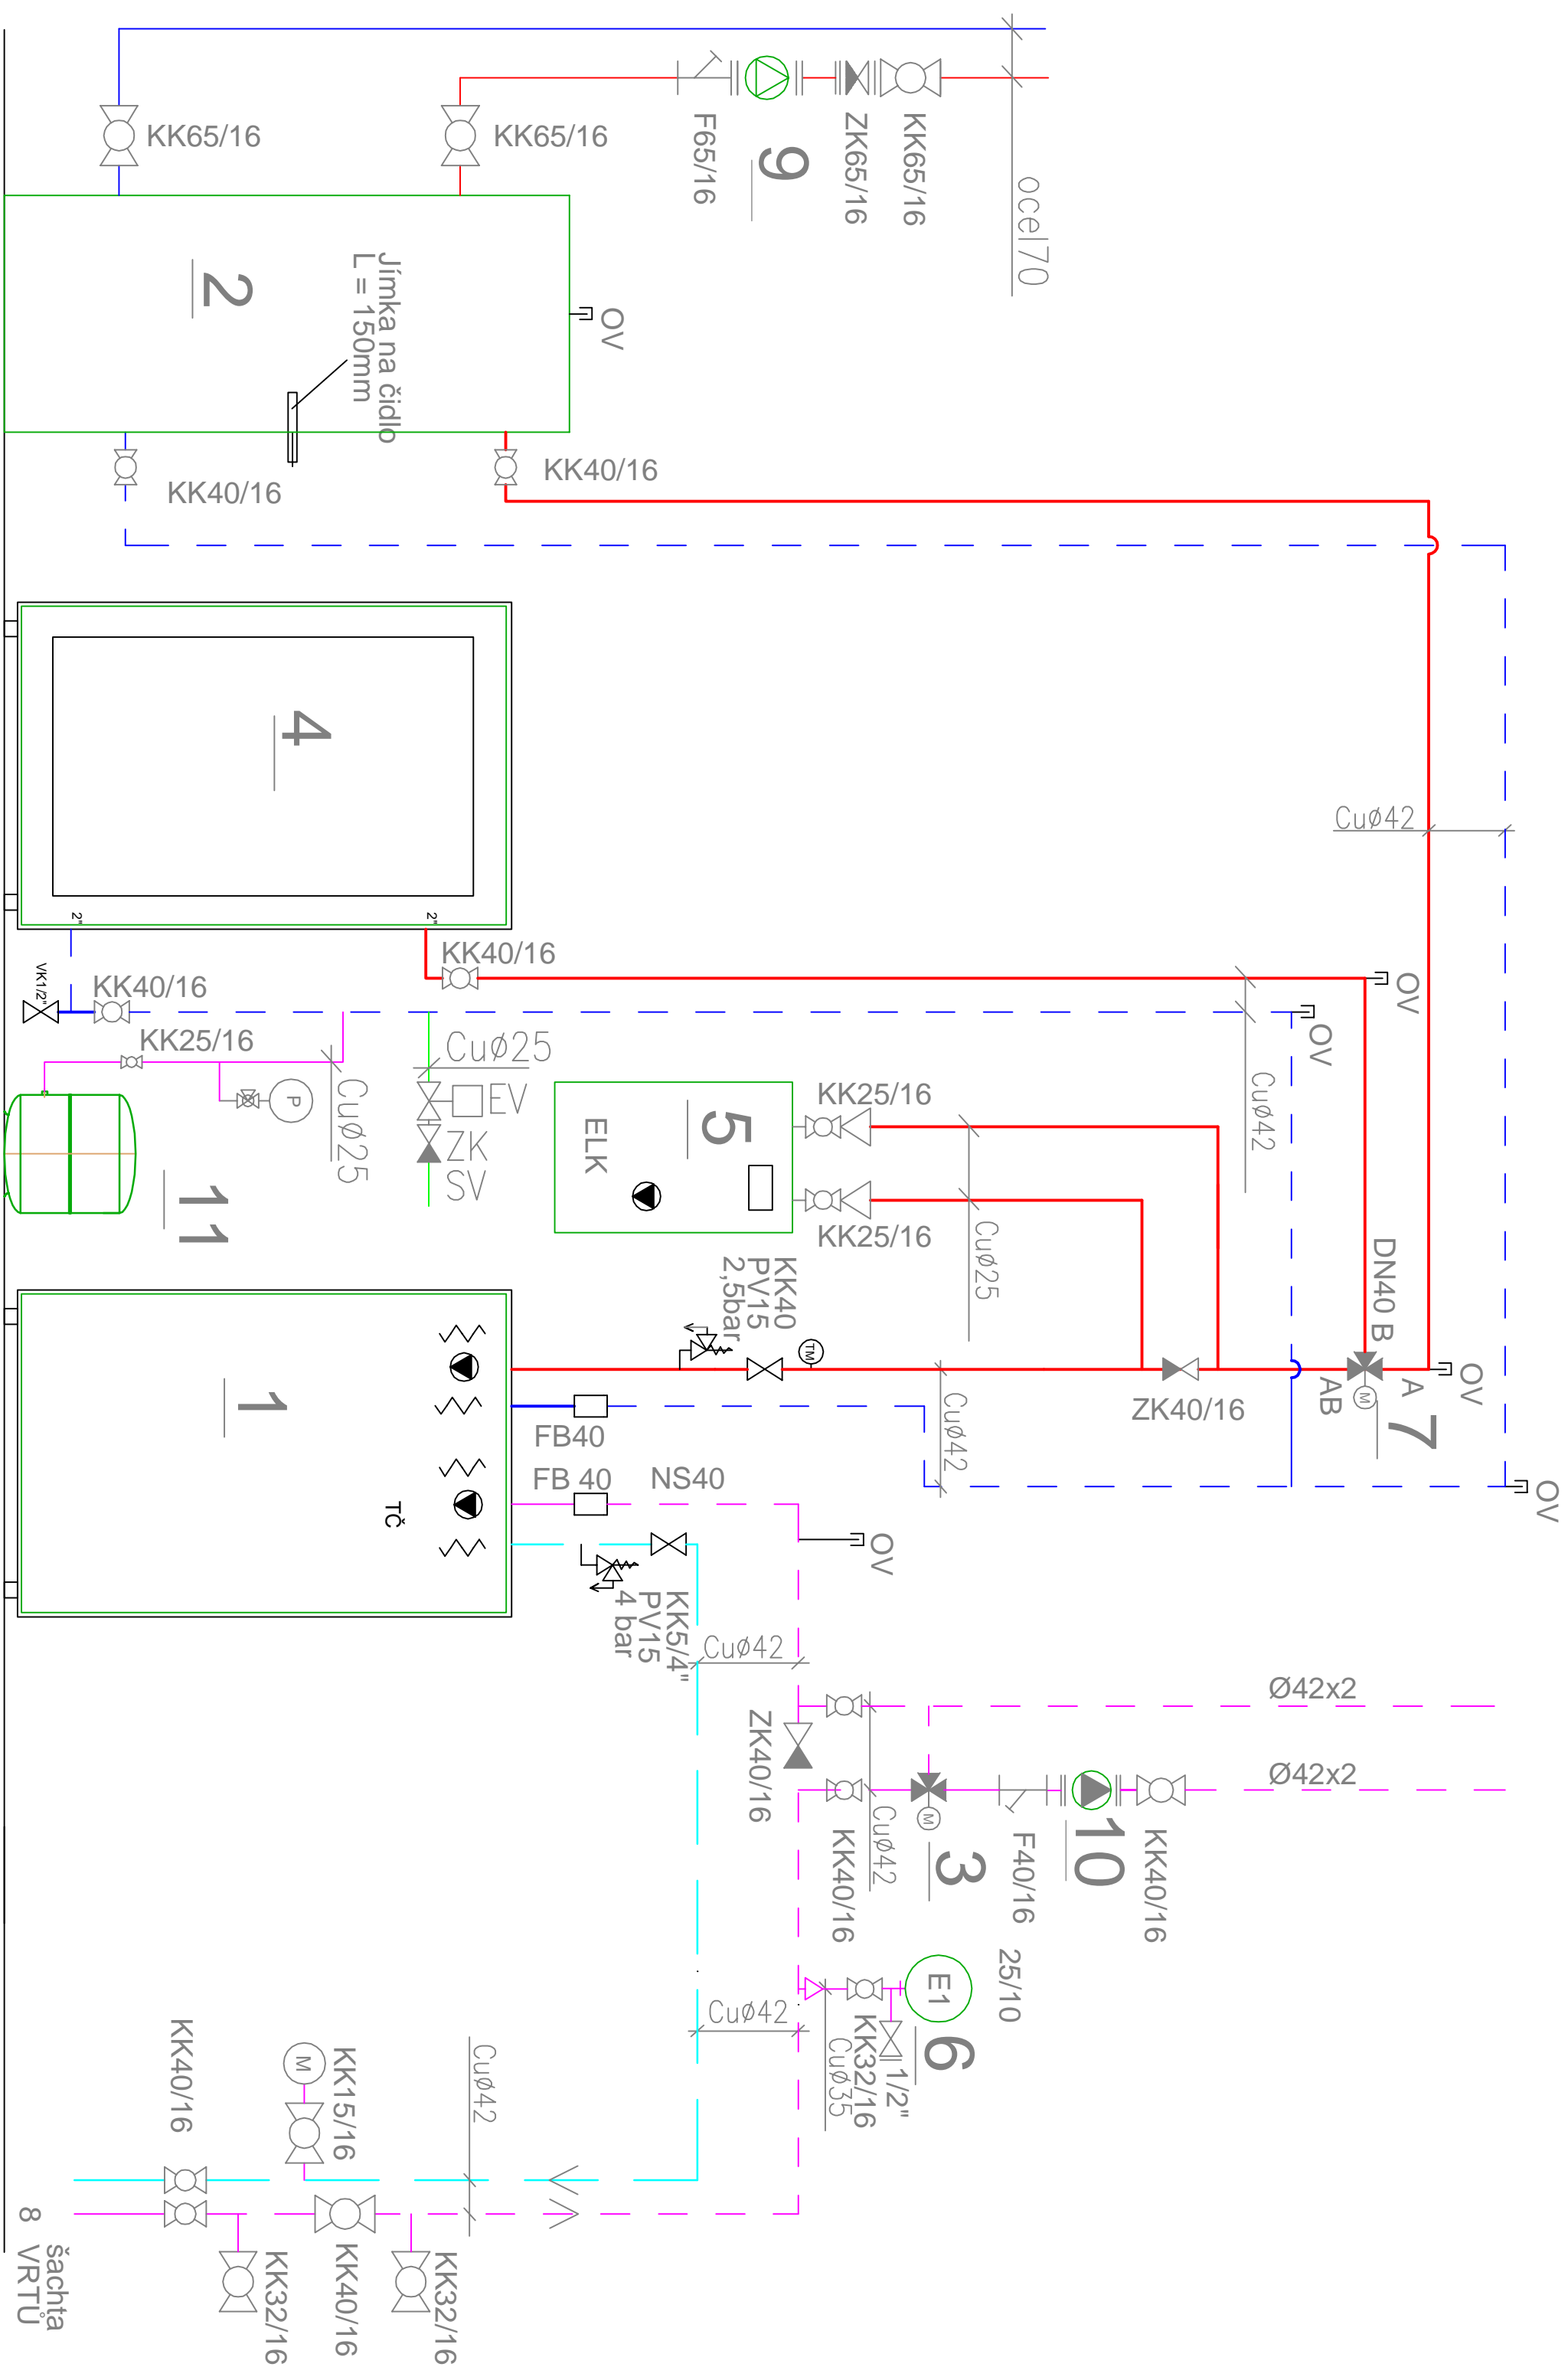 KK65/16
KK65/16
F65/16
9
ZK65/16
KK65/16
ocel70
2
Jímka na čidlo
L = 150mm
OV
KK40/16
KK40/16
Cuø42
4
2"
2"
KK40/16
KK40/16
VK1/2"
KK25/16
P
Cuø25
11
Cuø25
EV
ZK
SV
5
ELK
KK25/16
KK25/16
Cuø25
OV
OV
Cuø42
DN40
B
A
AB
M
7
OV
OV
ZK40/16
KK40
PV15
2,5bar
TM
Cuø42
1
TČ
FB40
FB 40
NS40
OV
KK5/4"
PV15
4 bar
Cuø42
ZK40/16
Ø42x2
Ø42x2
KK40/16
Cuø42
M
3
F40/16
10
KK40/16
25/10
E1
6
1/2"
KK32/16
Cuø35
Cuø42
Cuø42
KK40/16
M
KK15/16
KK32/16
KK40/16
KK32/16
8
šachta
VRTŮ